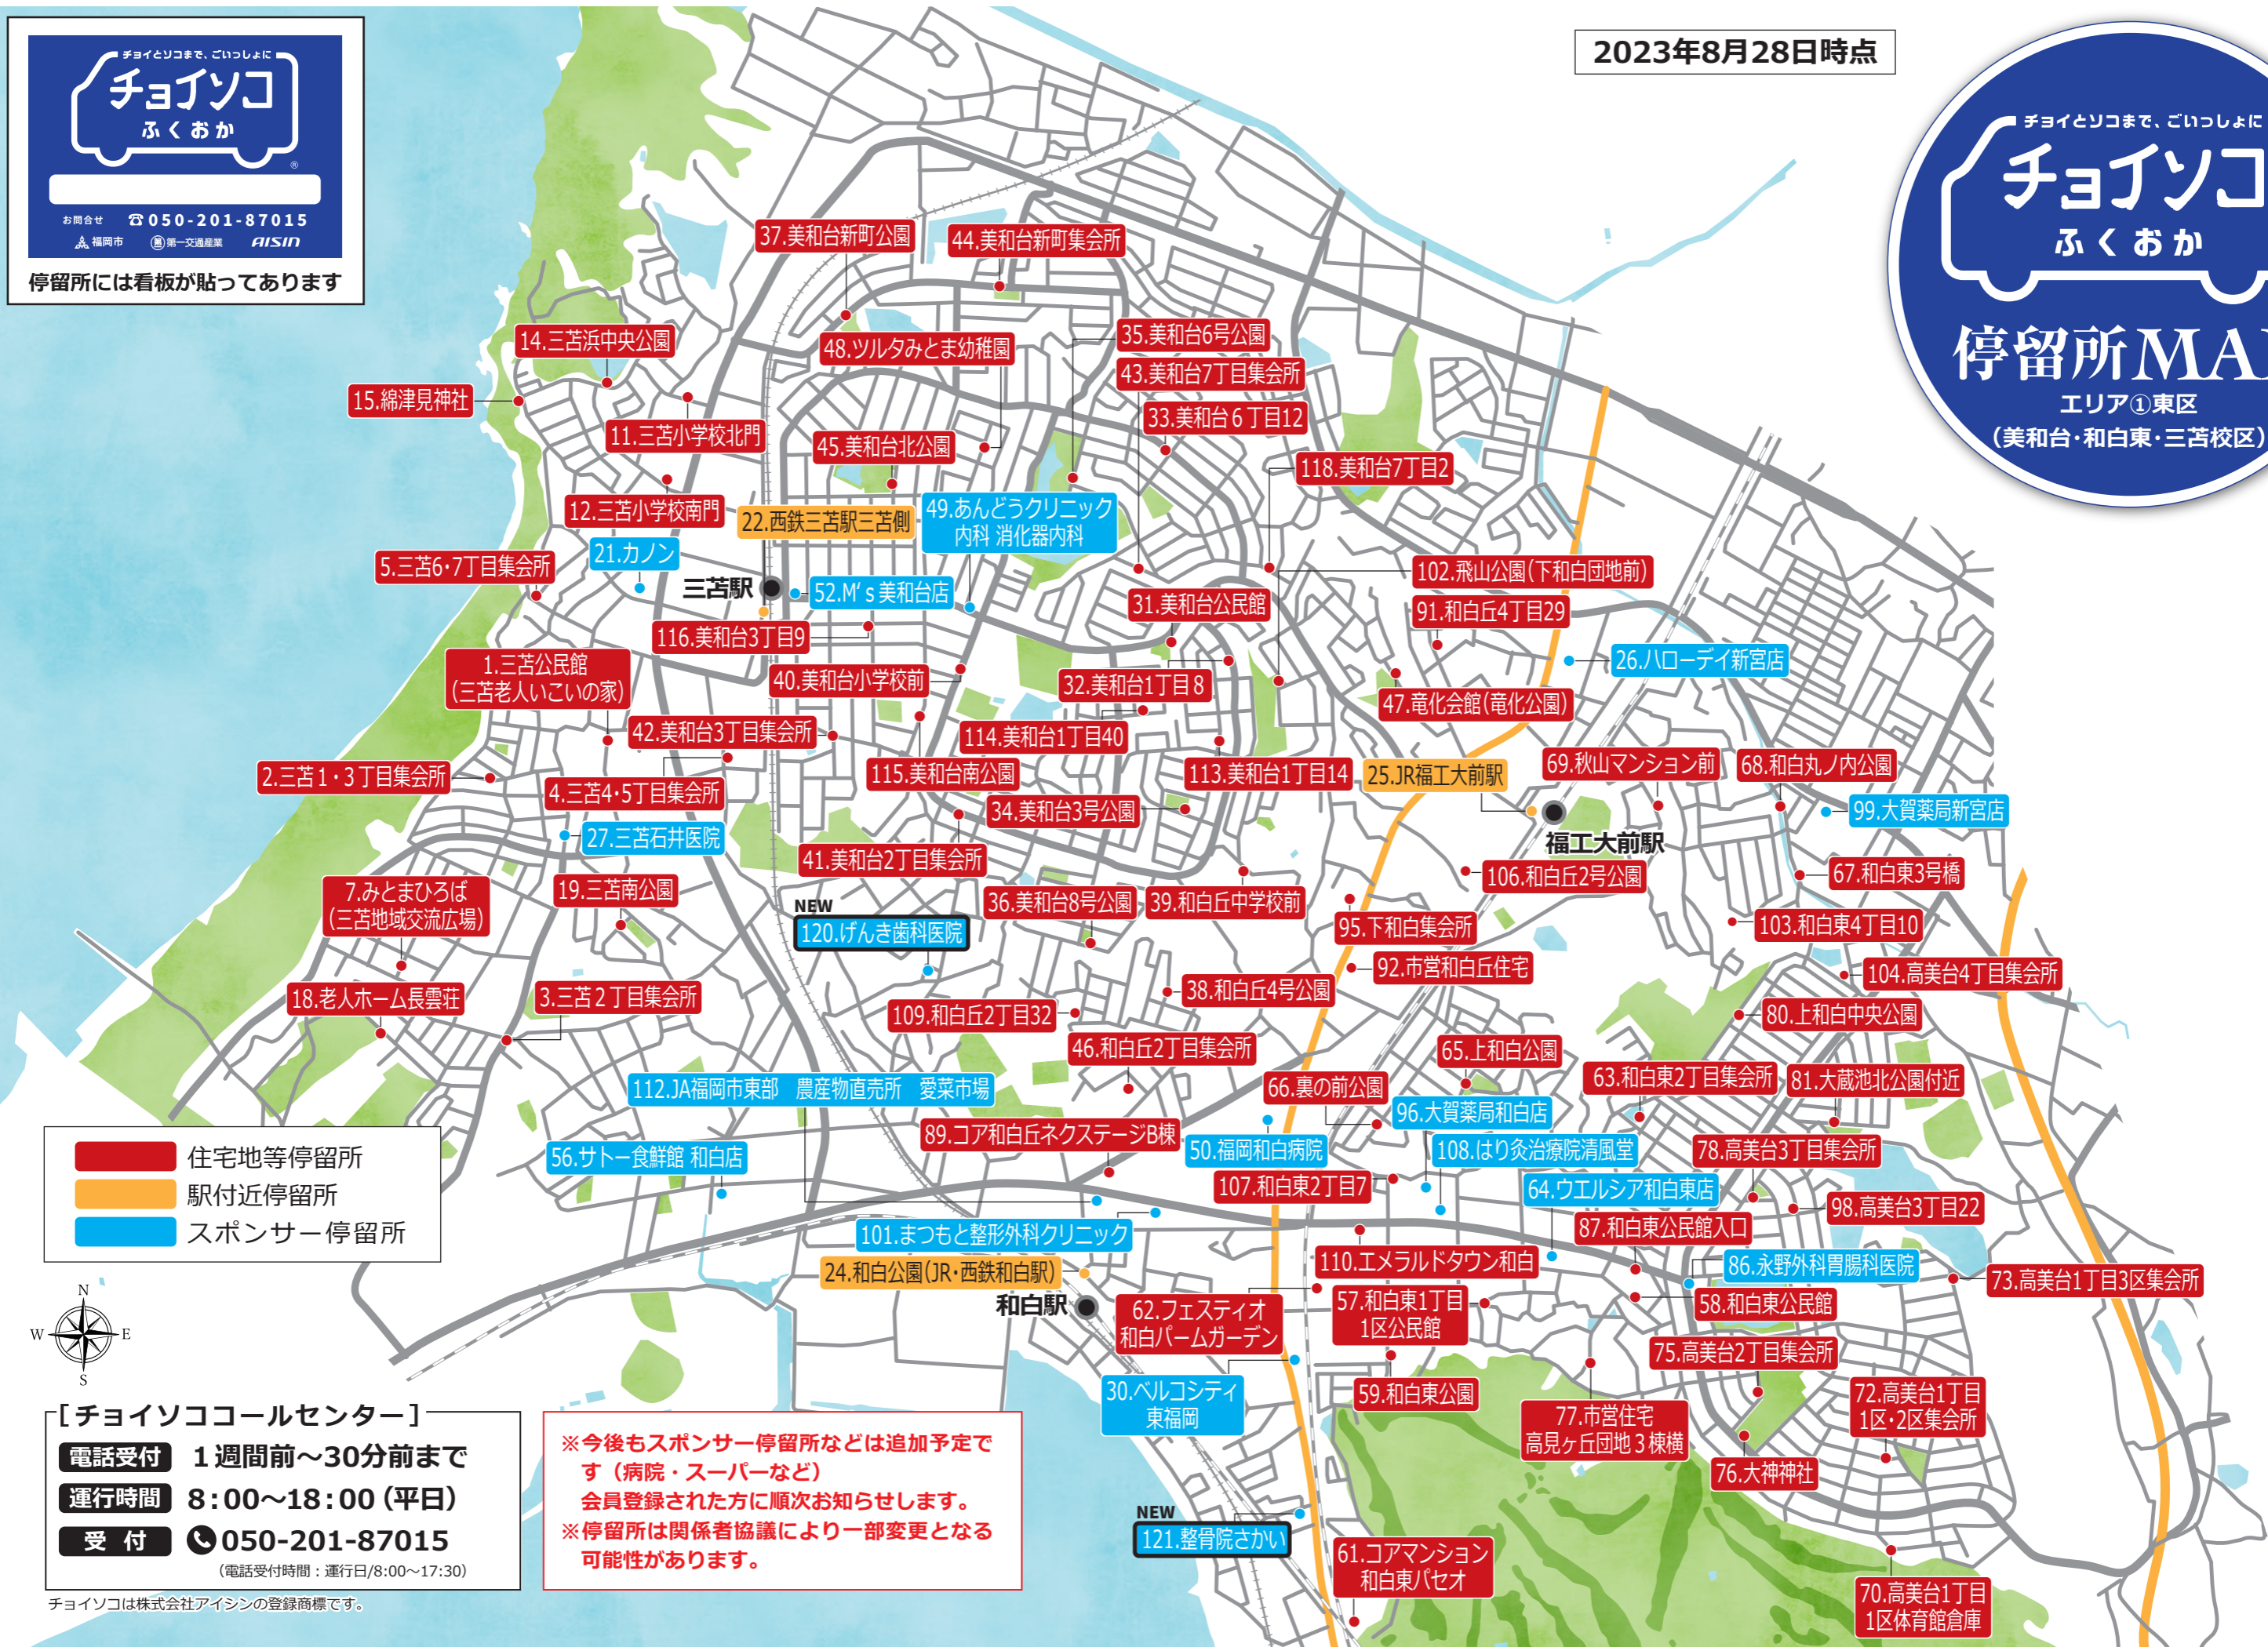 チョイとソコまで、ごいっしょに
チョイソコ
ふくおか
®
お問合せ ☎050-201-87015
福岡市 第一交通産業 AISIN
停留所には看板が貼ってあります
2023年8月28日時点
チョイとソコまで、ごいっしょに
チョイソコ
ふくおか
停留所MA
エリア①東区
(美和台・和白東・三苫校区)
37.美和台新町公園
44.美和台新町集会所
14.三苫浜中央公園
48.ツルタみとま幼稚園
35.美和台6号公園
43.美和台7丁目集会所
15.綿津見神社
33.美和台６丁目12
11.三苫小学校北門
45.美和台北公園
118.美和台7丁目2
12.三苫小学校南門
22.西鉄三苫駅三苫側
49.あんどうクリニック
内科 消化器内科
21.カノン
5.三苫6・7丁目集会所
102.飛山公園(下和白団地前)
三苫駅
52.M's美和台店
31.美和台公民館
91.和白丘4丁目29
116.美和台3丁目9
26.ハローデイ新宮店
1.三苫公民館
(三苫老人いこいの家)
40.美和台小学校前
32.美和台1丁目8
47.竜化会館(竜化公園)
42.美和台3丁目集会所
114.美和台1丁目40
2.三苫１・３丁目集会所
115.美和台南公園
113.美和台1丁目14
25.JR福工大前駅
69.秋山マンション前
68.和白丸ノ内公園
4.三苫4・5丁目集会所
34.美和台3号公園
99.大賀薬局新宮店
27.三苫石井医院
福工大前駅
41.美和台2丁目集会所
106.和白丘2号公園
67.和白東3号橋
7.みとまひろば
(三苫地域交流広場)
19.三苫南公園
36.美和台8号公園
39.和白丘中学校前
NEW
120.げんき歯科医院
95.下和白集会所
103.和白東4丁目10
92.市営和白丘住宅
104.高美台4丁目集会所
18.老人ホーム長雲荘
3.三苫２丁目集会所
38.和白丘4号公園
109.和白丘2丁目32
80.上和白中央公園
46.和白丘2丁目集会所
65.上和白公園
112.JA福岡市東部　農産物直売所　愛菜市場
66.裏の前公園
63.和白東2丁目集会所
81.大蔵池北公園付近
96.大賀薬局和白店
89.コア和白丘ネクステージB棟
50.福岡和白病院
108.はり灸治療院清風堂
78.高美台3丁目集会所
56.サトー食鮮館 和白店
107.和白東2丁目7
64.ウエルシア和白東店
98.高美台3丁目22
101.まつもと整形外科クリニック
87.和白東公民館入口
110.エメラルドタウン和白
86.永野外科胃腸科医院
24.和白公園(JR・西鉄和白駅)
73.高美台1丁目3区集会所
和白駅
62.フェスティオ
和白パームガーデン
57.和白東1丁目
1区公民館
58.和白東公民館
75.高美台2丁目集会所
30.ベルコシティ
東福岡
59.和白東公園
72.高美台1丁目
1区・2区集会所
77.市営住宅
高見ヶ丘団地３棟横
76.大神神社
NEW
121.整骨院さかい
61.コアマンション
和白東パセオ
70.高美台1丁目
1区体育館倉庫
住宅地等停留所
駅付近停留所
スポンサー停留所
N
W E
S
[チョイソココールセンター]
電話受付 １週間前〜30分前まで
運行時間 8:00〜18:00（平日）
受 付 050-201-87015
（電話受付時間：運行日/8:00〜17:30）
チョイソコは株式会社アイシンの登録商標です。
※今後もスポンサー停留所などは追加予定で
す（病院・スーパーなど）
会員登録された方に順次お知らせします。
※停留所は関係者協議により一部変更となる
可能性があります。